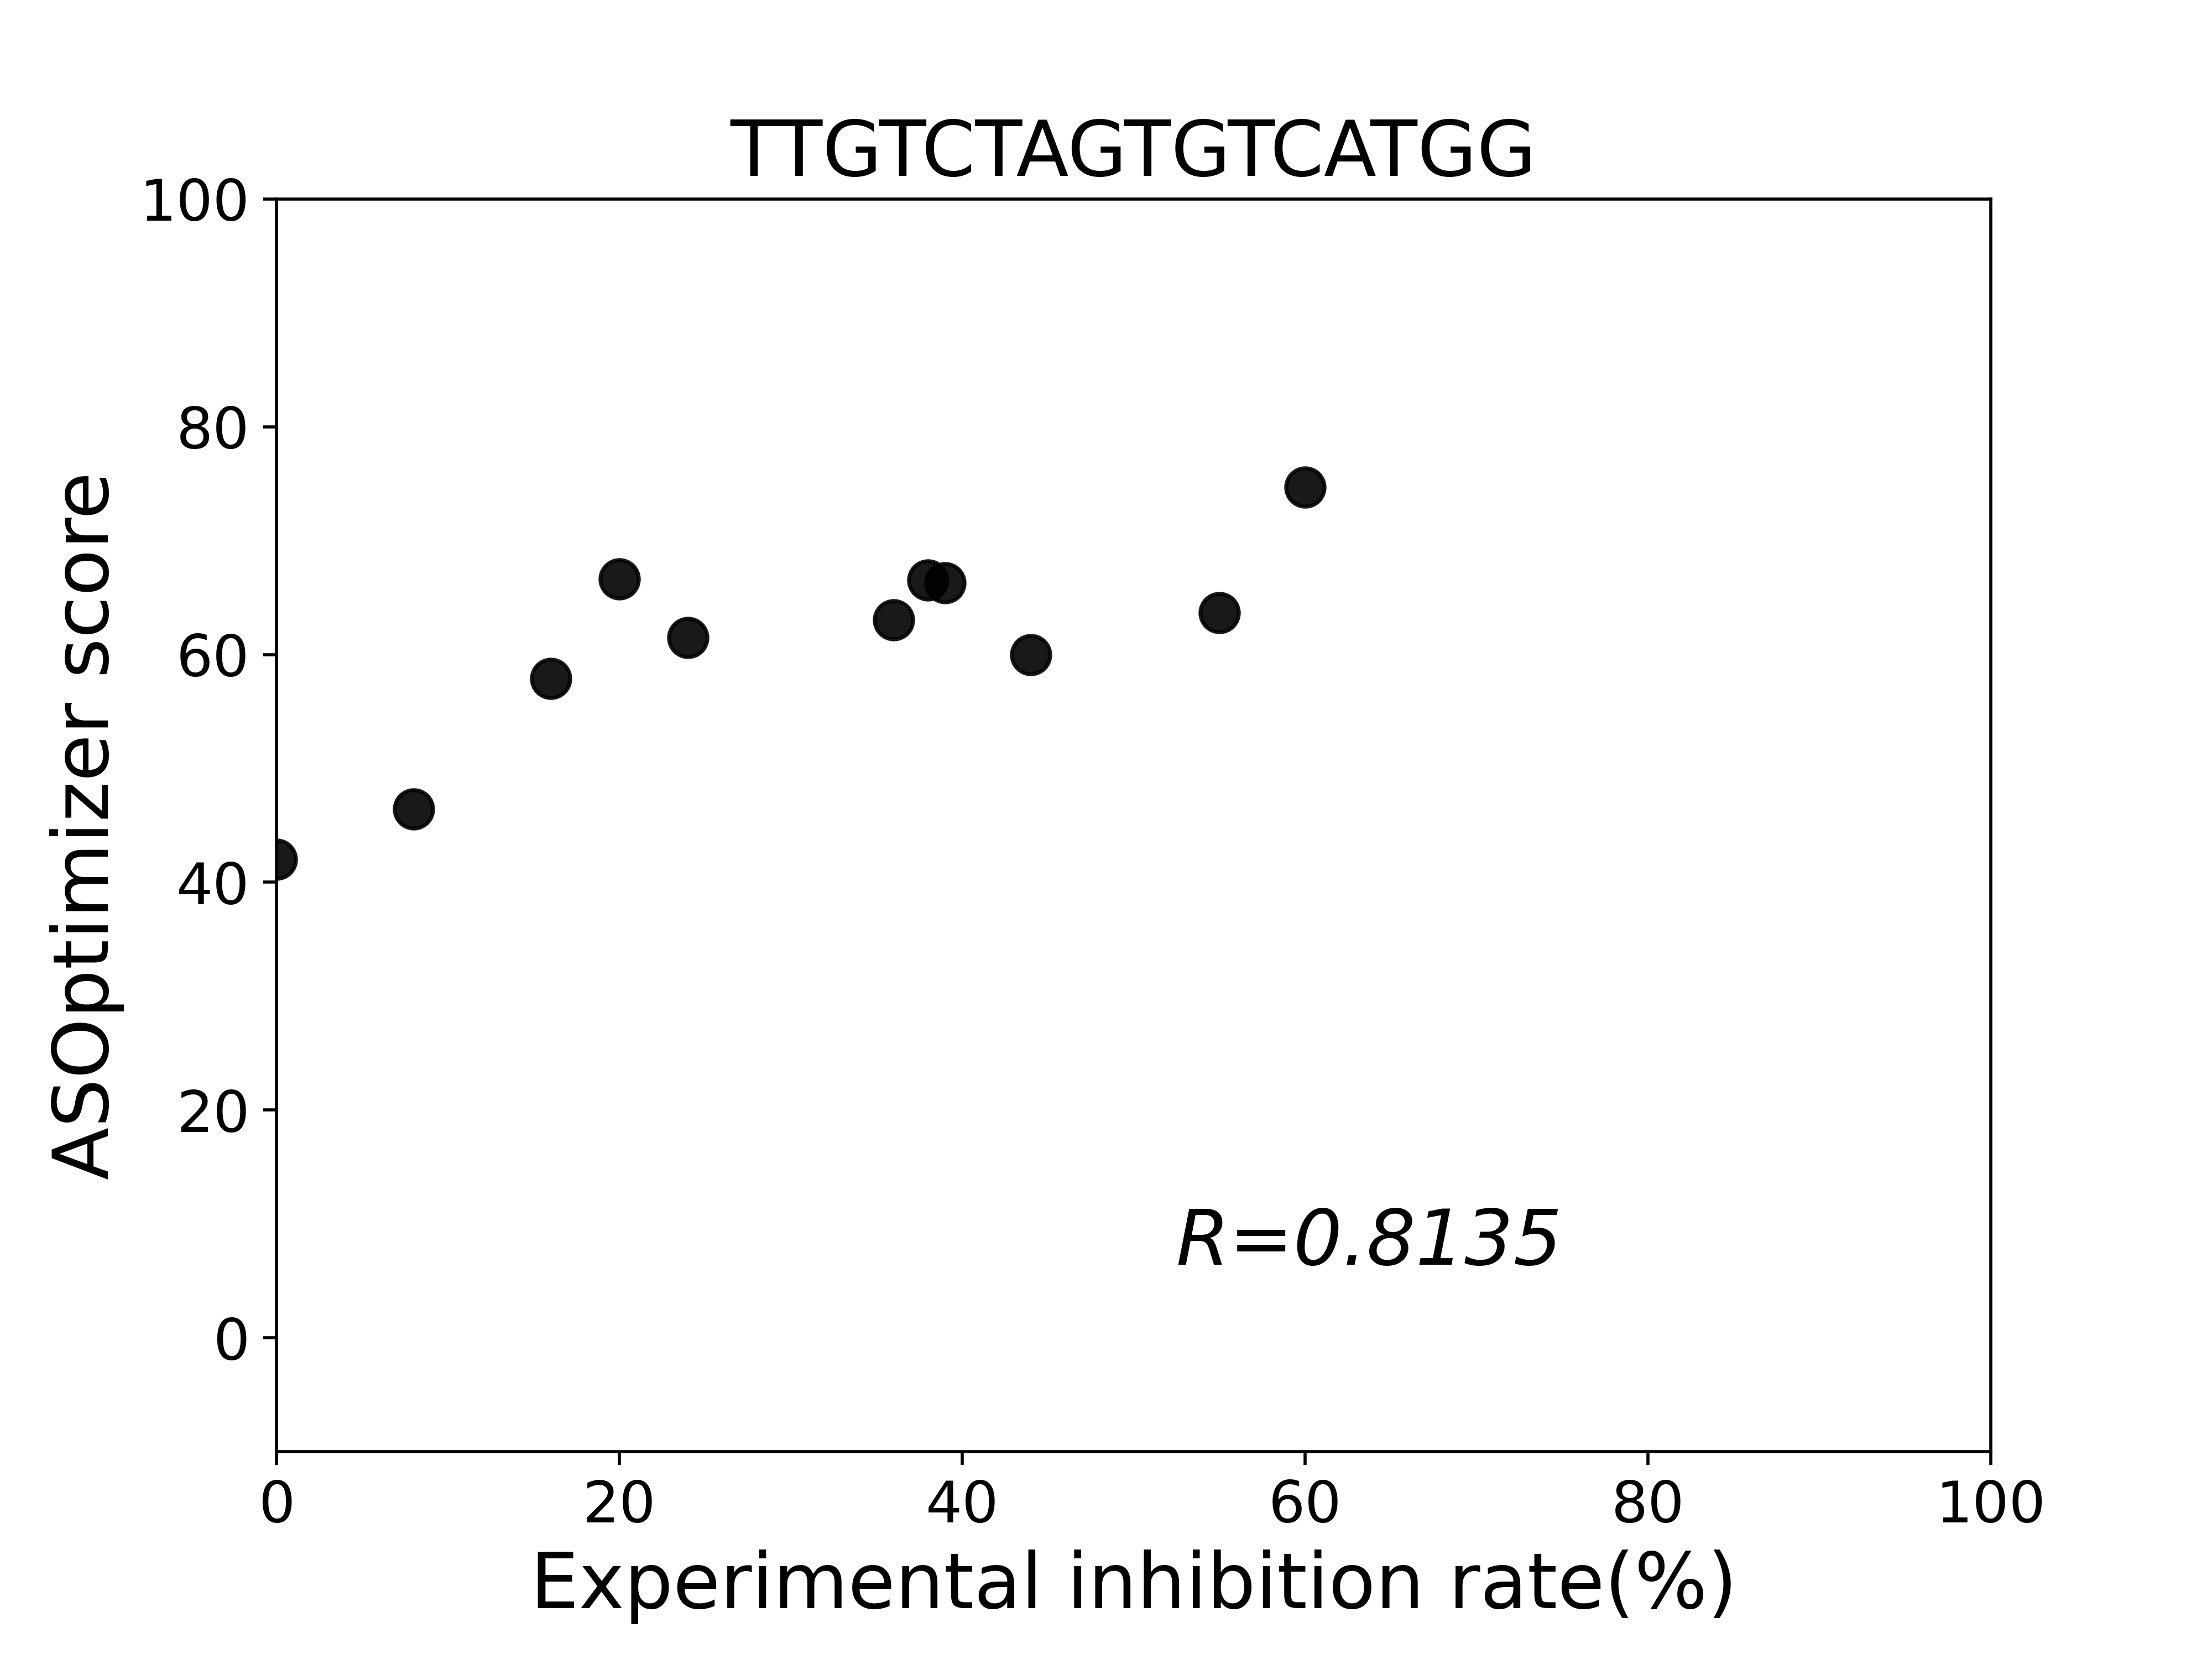 TTGTCTAGTGTCATGG
100
80
60
40
20
0
ASOptimizer score
R=0.8135
0 20 40 60 80 100
Experimental inhibition rate(%)